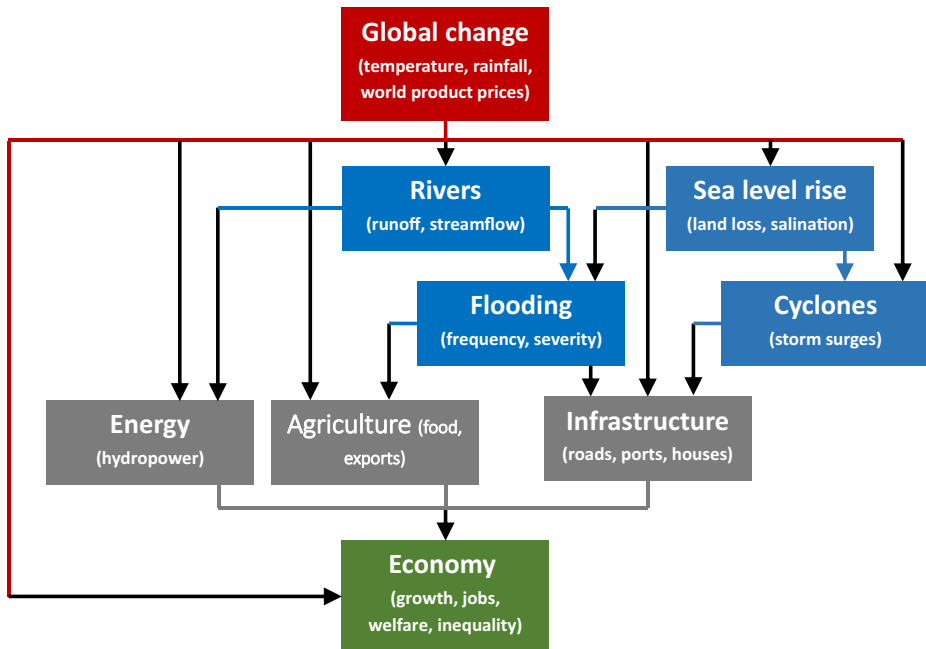 Global change
(temperature, rainfall,
world product prices)
Rivers
(runoff, streamflow)
Sea level rise
(land loss, salination)
Flooding
(frequency, severity)
Cyclones
(storm surges)
Energy
(hydropower)
Agriculture (food,
exports)
Infrastructure
(roads, ports, houses)
Economy
(growth, jobs,
welfare, inequality)